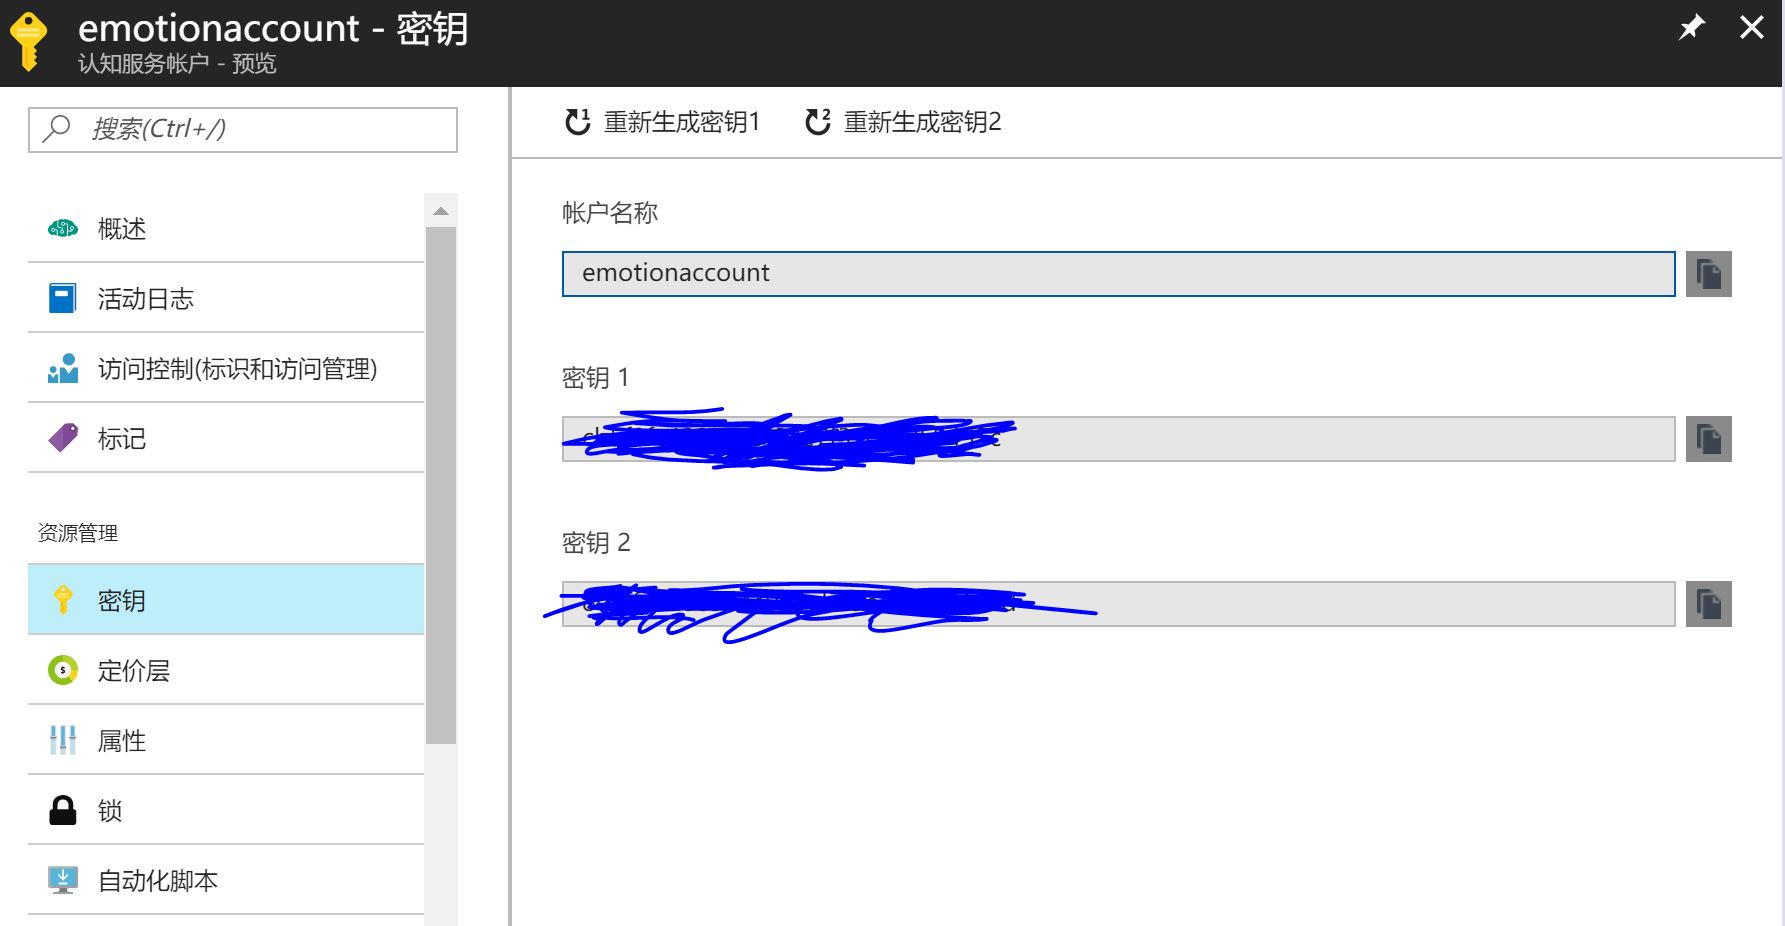 emotionaccount - 密钥
认知服务帐户 - 预览
搜索(Ctrl+/)
概述
活动日志
访问控制(标识和访问管理)
标记
资源管理
密钥
定价层
属性
锁
自动化脚本
重新生成密钥1
重新生成密钥2
帐户名称
emotionaccount
密钥 1
密钥 2